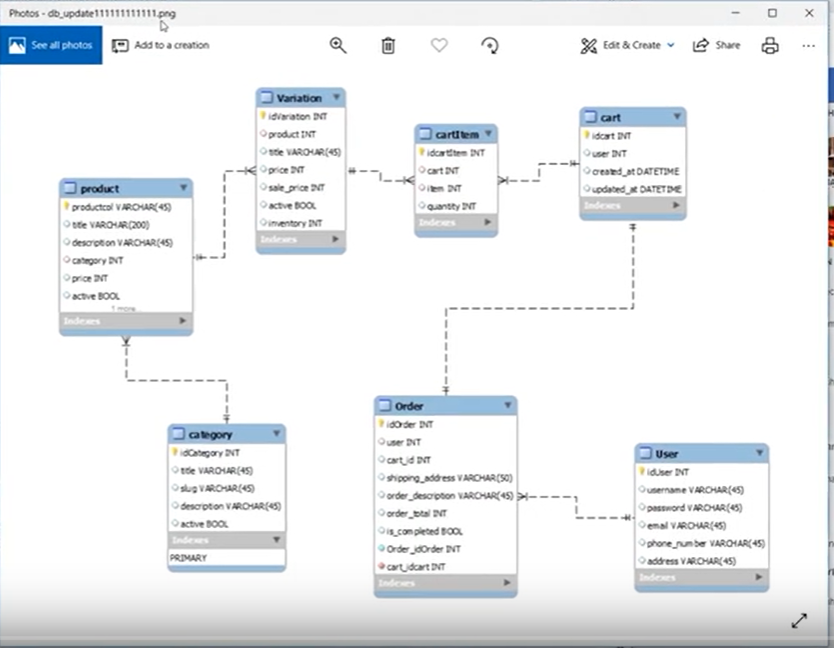 Photos - db_update111111111111.png
See all photos
Add to a creation
Edit & Create
Share
Variation
idVariation INT
product INT
title VARCHAR(45)
price INT
sale_price INT
active BOOL
inventory INT
Indexes
cartItem
idcartItem INT
cart INT
item INT
quantity INT
Indexes
cart
idcart INT
user INT
created_at DATETIME
updated_at DATETIME
Indexes
product
productcol VARCHAR(45)
title VARCHAR(200)
description VARCHAR(45)
category INT
price INT
active BOOL
1 more...
Indexes
category
idCategory INT
title VARCHAR(45)
slug VARCHAR(45)
description VARCHAR(45)
active BOOL
Indexes
PRIMARY
Order
idOrder INT
user INT
cart_id INT
shipping_address VARCHAR(50)
order_description VARCHAR(45)
order_total INT
is_completed BOOL
Order_idOrder INT
cart_idcart INT
Indexes
User
idUser INT
username VARCHAR(45)
password VARCHAR(45)
email VARCHAR(45)
phone_number VARCHAR(45)
address VARCHAR(45)
Indexes